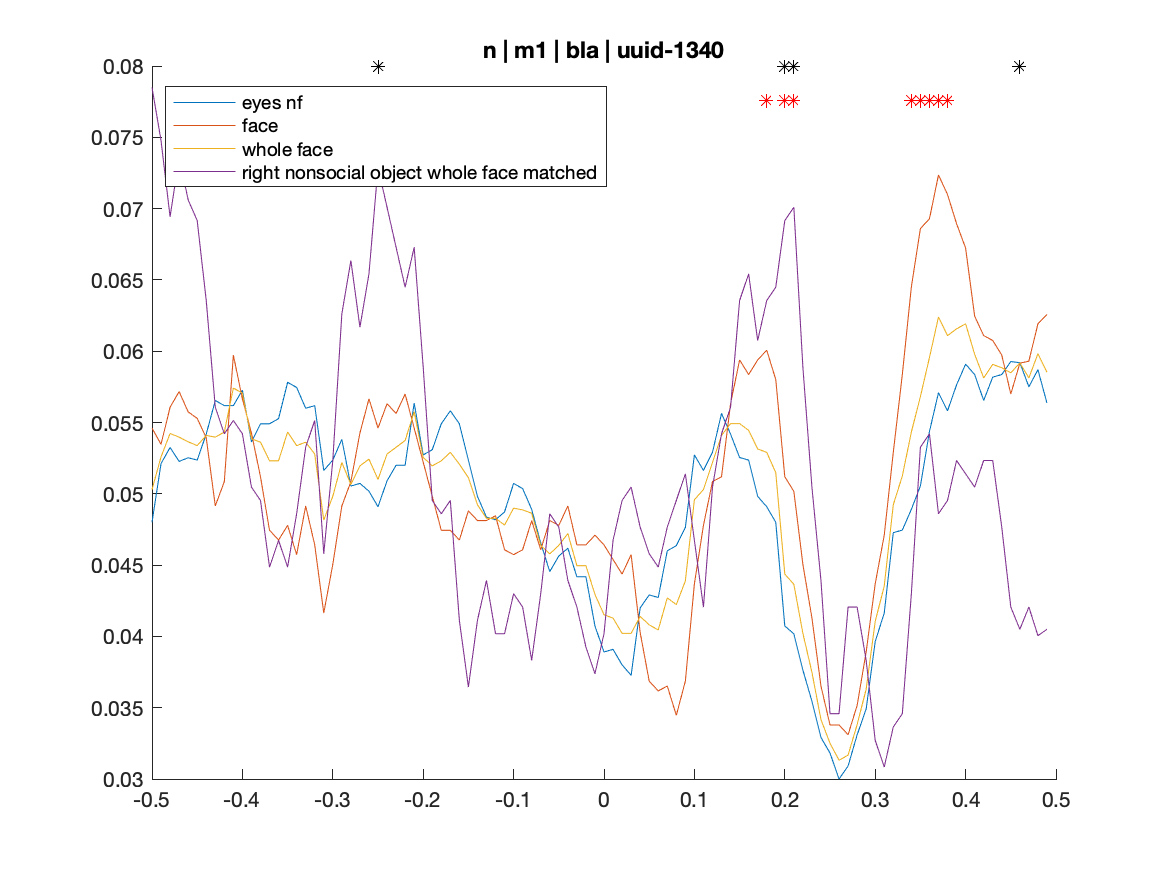 n | m1 | bla | uuid-1340
0.08
0.075
0.07
0.065
0.06
0.055
0.05
0.045
0.04
0.035
0.03
eyes nf
face
whole face
right nonsocial object whole face matched
-0.5 -0.4 -0.3 -0.2 -0.1 0 0.1 0.2 0.3 0.4 0.5